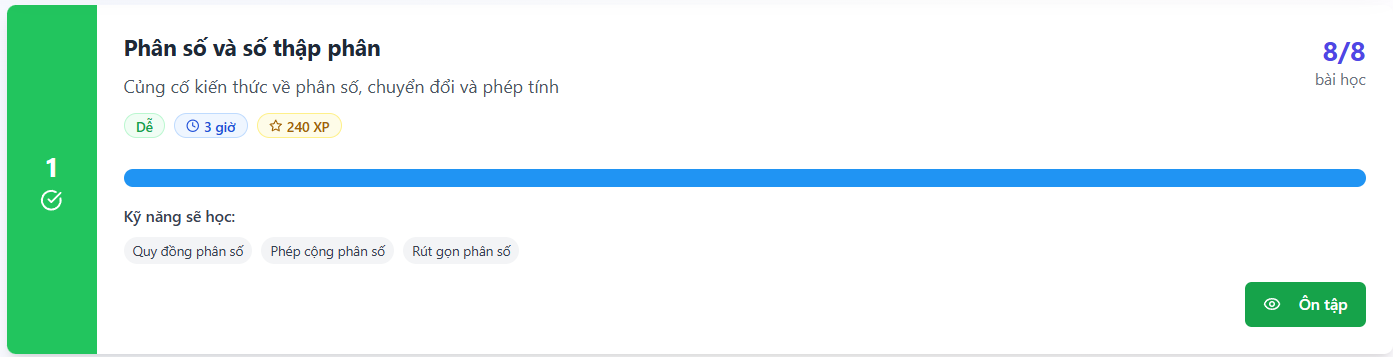 1
Phân số và số thập phân
Củng cố kiến thức về phân số, chuyển đổi và phép tính
8/8
bài học
Dễ
3 giờ
240 XP
Kỹ năng sẽ học:
Quy đồng phân số
Phép cộng phân số
Rút gọn phân số
Ôn tập